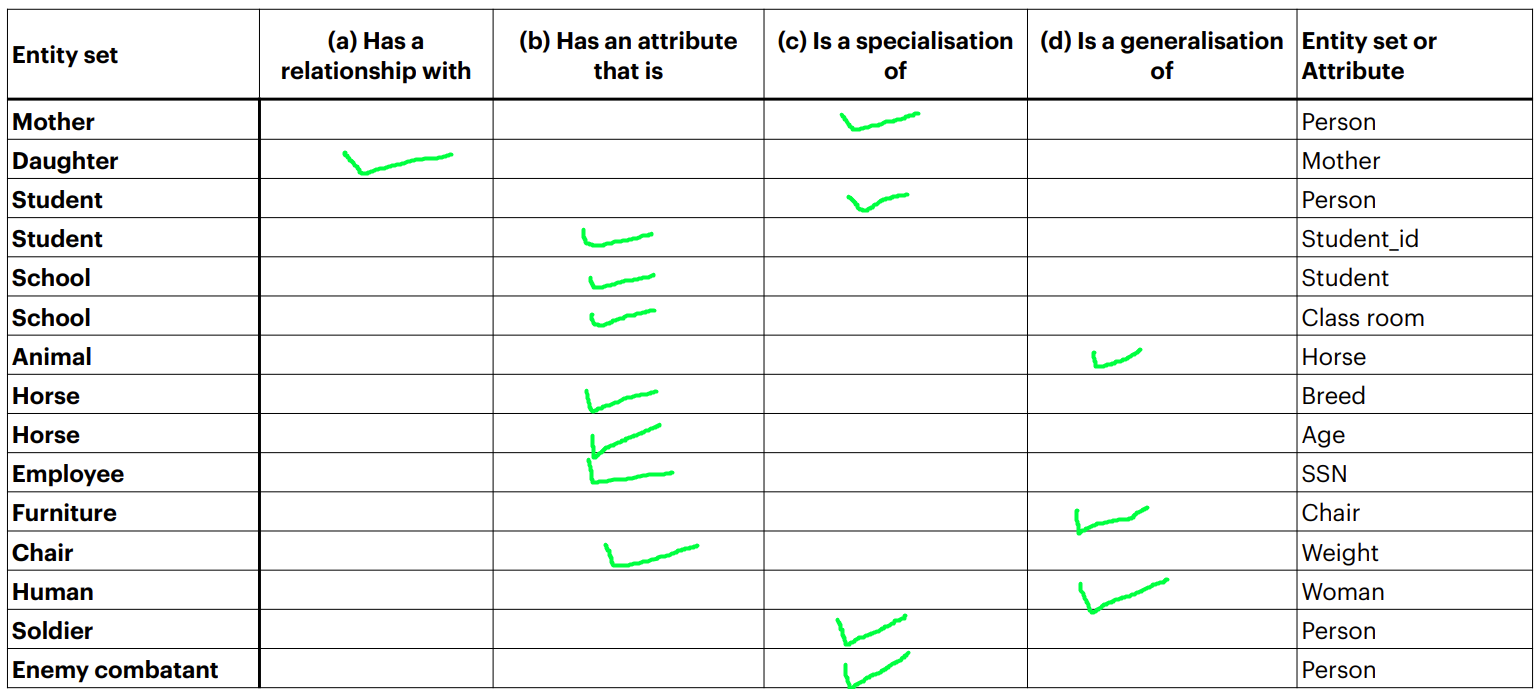 Entity set (a) Has a relationship with (b) Has an attribute that is (c) Is a specialisation of (d) Is a generalisation of Entity set or Attribute
Mother ✓ Person
Daughter ✓ Mother
Student ✓ Person
Student ✓ Student_id
School ✓ Student
School ✓ Class room
Animal ✓ Horse
Horse ✓ Breed
Horse ✓ Age
Employee ✓ SSN
Furniture ✓ Chair
Chair ✓ Weight
Human ✓ Woman
Soldier ✓ Person
Enemy combatant ✓ Person